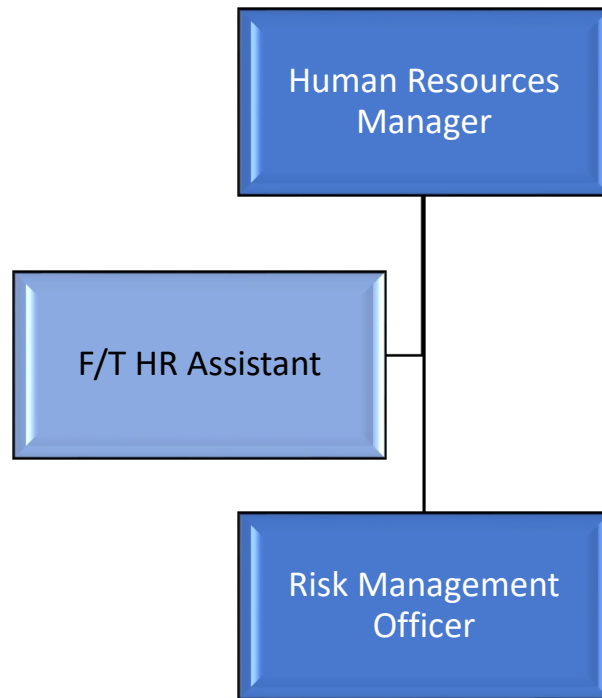 Human Resources
Manager
F/T HR Assistant
Risk Management
Officer